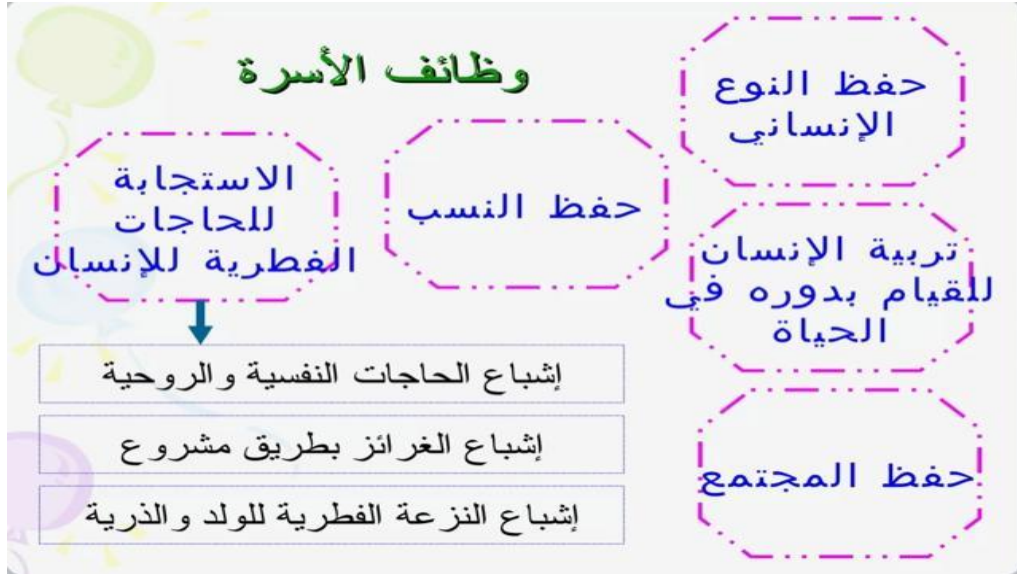 وظائف الأسرة
حفظ النوع
الإنساني
حفظ النسب
الاستجابة
للحاجات
الفطرية للإنسان
تربية الإنسان
للقيام بدوره في
الحياة
إشباع الحاجات النفسية والروحية
إشباع الغرائز بطريق مشروع
إشباع النزعة الفطرية للولد والذرية
حفظ المجتمع